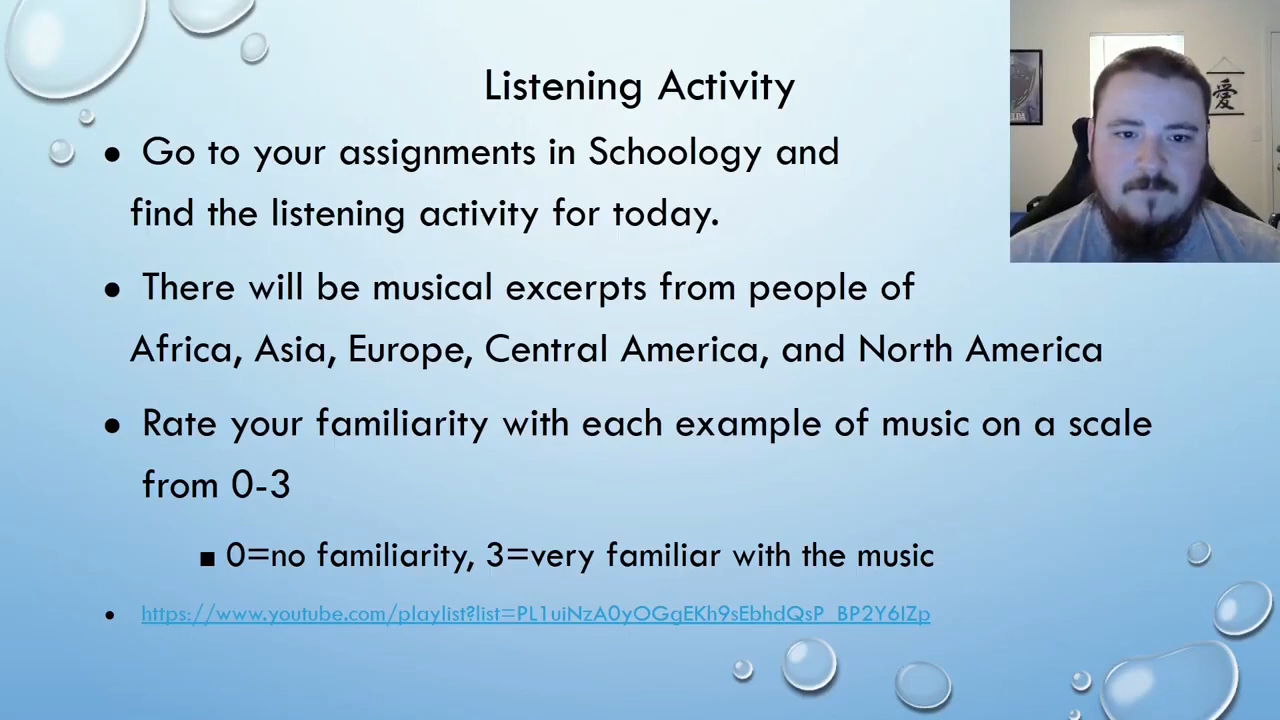 Listening Activity
Go to your assignments in Schoology and
find the listening activity for today.
There will be musical excerpts from people of
Africa, Asia, Europe, Central America, and North America
Rate your familiarity with each example of music on a scale
from 0-3
0=no familiarity, 3=very familiar with the music
https://www.youtube.com/playlist?list=PL1uiNzA0yOGgEKh9sEbhdQsP_BP2Y6IZp
愛